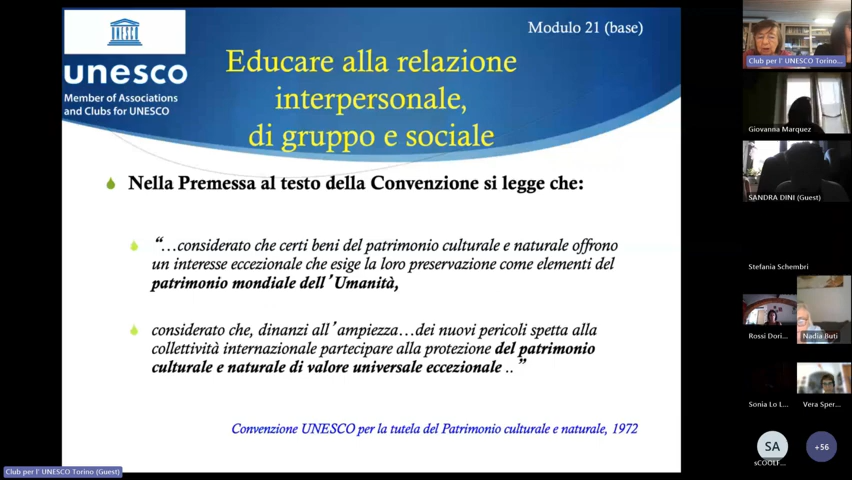 Modulo 21 (base)
unesco
Member of Associations
and Clubs for UNESCO
Educare alla relazione
interpersonale,
di gruppo e sociale
Nella Premessa al testo della Convenzione si legge che:
“…considerato che certi beni del patrimonio culturale e naturale offrono
un interesse eccezionale che esige la loro preservazione come elementi del
patrimonio mondiale dell’Umanità,
considerato che, dinanzi all’ampiezza…dei nuovi pericoli spetta alla
collettività internazionale partecipare alla protezione del patrimonio
culturale e naturale di valore universale eccezionale ..”
Convenzione UNESCO per la tutela del Patrimonio culturale e naturale, 1972
Club per l' UNESCO Torino (Guest)
Club per l' UNESCO Torino...
Giovanna Marquez
SANDRA DINI (Guest)
Stefania Schembri
Rossi Dori...
Nadia Buti
Sonia Lo L...
Vera Sper...
SA
sCOOLF...
+56